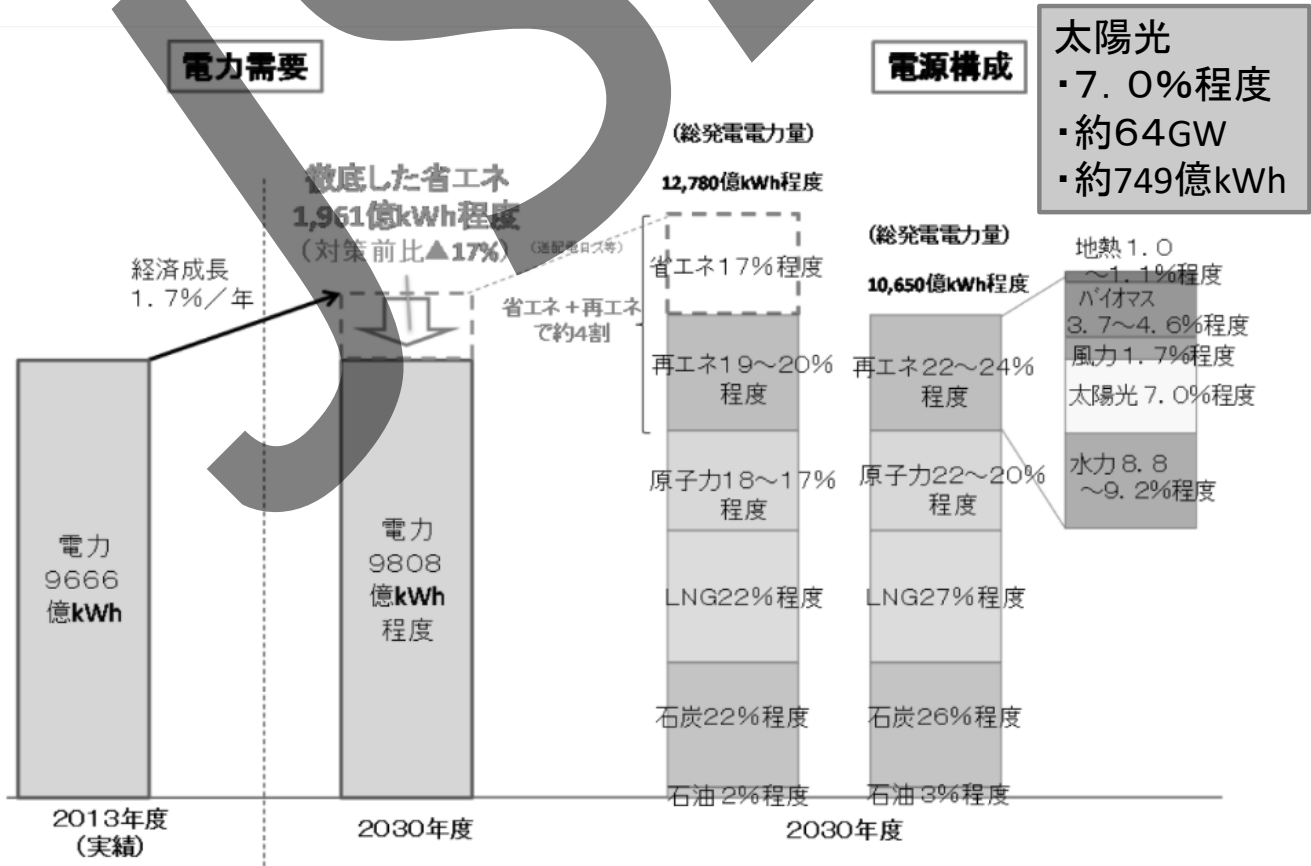 電力需要
電源構成
太陽光
・7.0%程度
・約64GW
・約749億kWh
徹底した省エネ
1,961億kWh程度
(対策前比▲17%)
(送配電ロス等)
経済成長
1.7%/年
電力
9666
億kWh
2013年度
(実績)
電力
9808
億kWh
程度
2030年度
省エネ+再エネ
で約4割
(総発電電力量)
12,780億kWh程度
省エネ17%程度
再エネ19~20%
程度
原子力18~17%
程度
LNG22%程度
石炭22%程度
石油2%程度
(総発電電力量)
10,650億kWh程度
再エネ22~24%
程度
原子力22~20%
程度
LNG27%程度
石炭26%程度
石油3%程度
2030年度
地熱1.0
~1.1%程度
バイオマス
3.7~4.6%程度
風力1.7%程度
太陽光7.0%程度
水力8.8
~9.2%程度